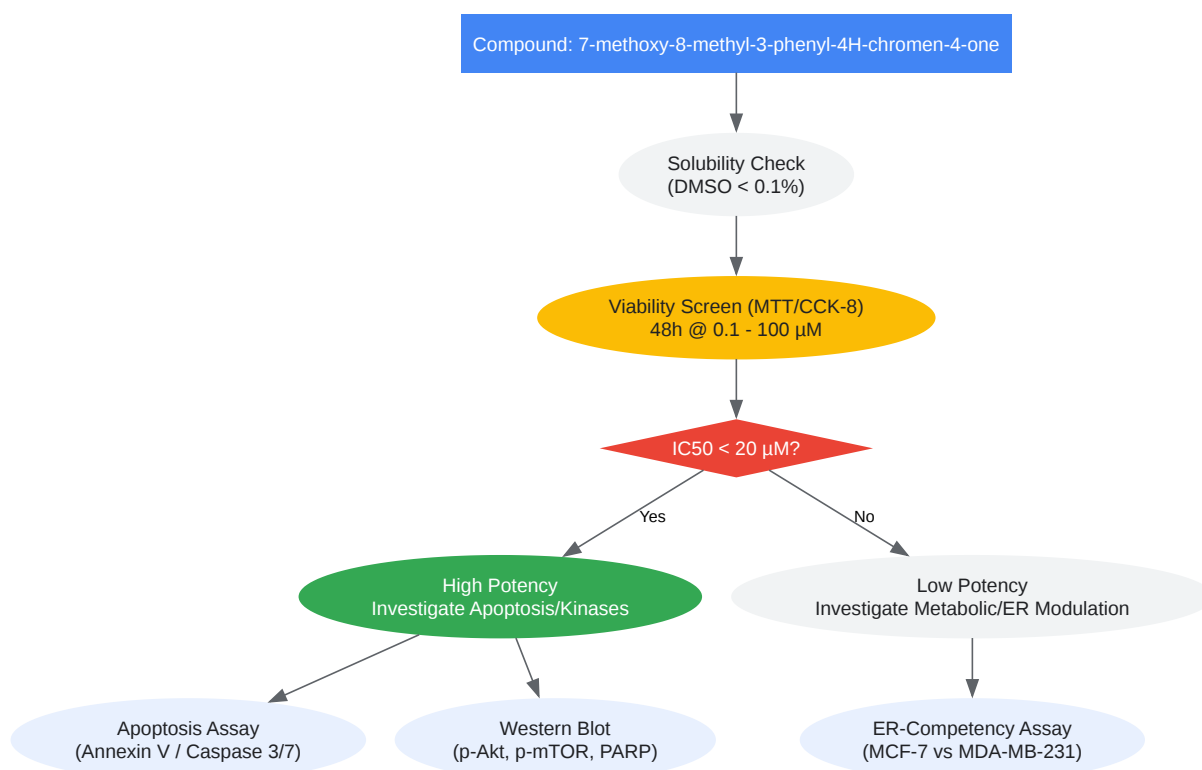 Compound: 7-methoxy-8-methyl-3-phenyl-4H-chromen-4-one
Solubility Check
(DMSO < 0.1%)
Viability Screen (MTT/CCK-8)
48h @ 0.1 - 100 µM
IC50 < 20 µM?
Yes
No
High Potency
Investigate Apoptosis/Kinases
Low Potency
Investigate Metabolic/ER Modulation
Apoptosis Assay
(Annexin V / Caspase 3/7)
Western Blot
(p-Akt, p-mTOR, PARP)
ER-Competency Assay
(MCF-7 vs MDA-MB-231)